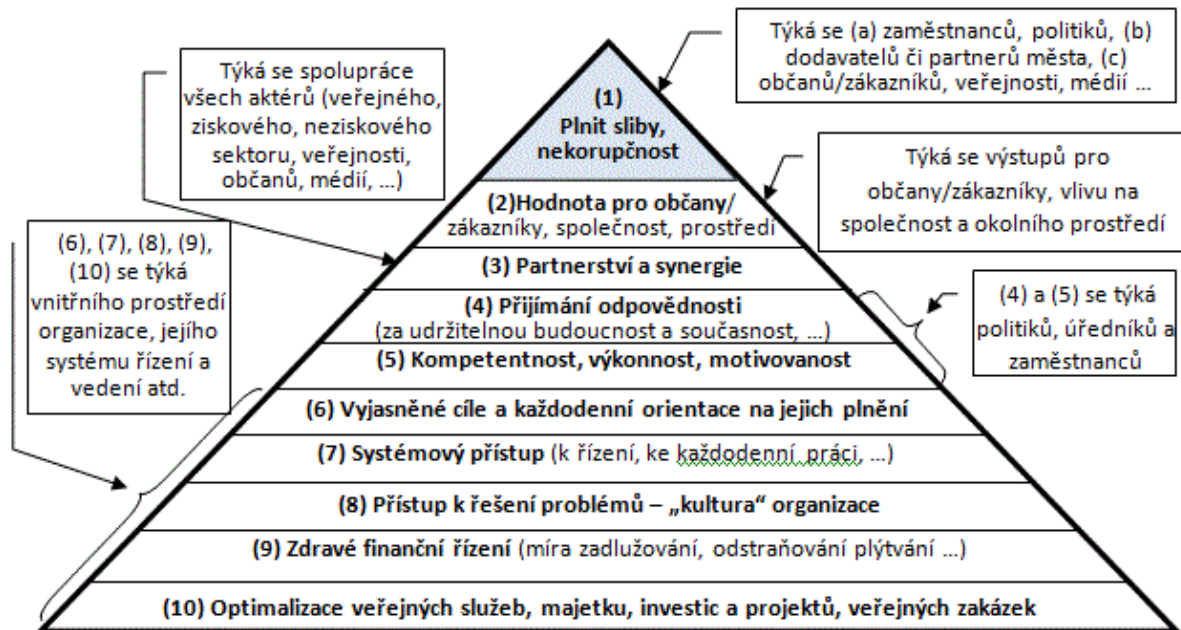 Týká se (a) zaměstnanců, politiků, (b)
dodavatelů či partnerů města, (c)
občanů/zákazníků, veřejnosti, médií …
Týká se spolupráce
všech aktérů (veřejného,
ziskového, neziskového
sektoru, veřejnosti,
občanů, médií, …)
(1)
Plnit sliby,
nekorupčnost
Týká se výstupů pro
občany/zákazníky, vlivu na
společnost a okolního prostředí
(2)Hodnota pro občany/
zákazníky, společnost, prostředí
(6), (7), (8), (9),
(10) se týká
vnitřního prostředí
organizace, jejího
systému řízení a
vedení atd.
(3) Partnerství a synergie
(4) Přijímání odpovědnosti
(za udržitelnou budoucnost a současnost, …)
(4) a (5) se týká
politiků, úředníků a
zaměstnanců
(5) Kompetentnost, výkonnost, motivovanost
(6) Vyjasněné cíle a každodenní orientace na jejich plnění
(7) Systémový přístup (k řízení, ke každodenní práci, …)
(8) Přístup k řešení problémů – „kultura“ organizace
(9) Zdravé finanční řízení (míra zadlužování, odstraňování plýtvání …)
(10) Optimalizace veřejných služeb, majetku, investic a projektů, veřejných zakázek